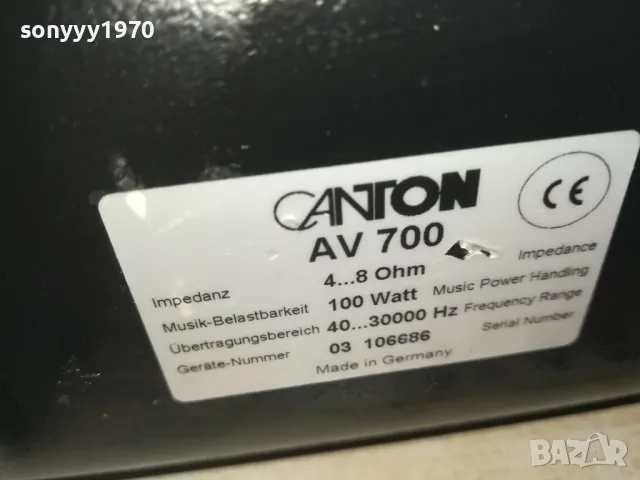 sonyyy1970
CANTON
CE
AV 700
Impedanz 4...8 Ohm Impedance
Musik-Belastbarkeit 100 Watt Music Power Handling
Übertragungsbereich 40...30000 Hz Frequency Range
Geräte-Nummer 03 106686 Serial Number
Made in Germany
BAZAR
bg